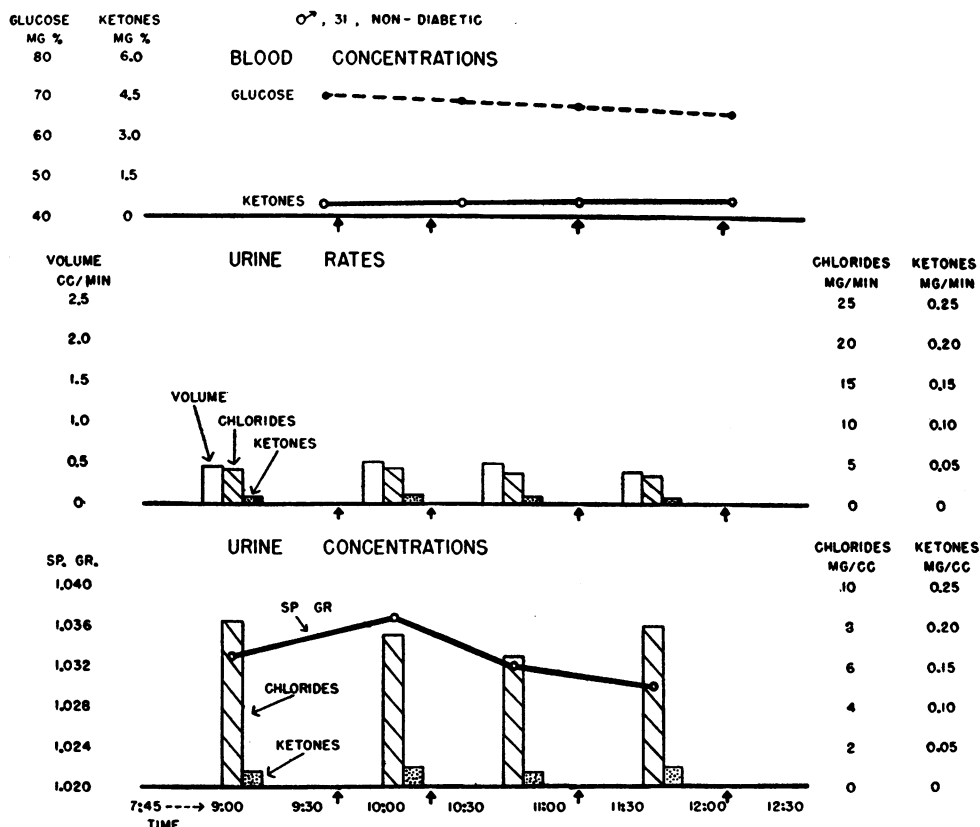 ♂, 31, NON-DIABETIC
GLUCOSE KETONES
MG % MG %
80 6.0
BLOOD CONCENTRATIONS
70 4.5
GLUCOSE
60 3.0
50 1.5
KETONES
40 0
URINE RATES
VOLUME
CC/MIN
CHLORIDES KETONES
MG/MIN MG/MIN
2.5 25 0.25
2.0 20 0.20
1.5 15 0.15
VOLUME
CHLORIDES
1.0 10 0.10
KETONES
0.5 5 0.05
0 0 0
URINE CONCENTRATIONS
SP. GR.
CHLORIDES KETONES
MG/CC MG/CC
1.040 10 0.25
SP GR
1.036 8 0.20
1.032 6 0.15
CHLORIDES
1.028 4 0.10
KETONES
1.024 2 0.05
1.020 0 0
7:45 ----> 9:00 9:30 10:00 10:30 11:00 11:30 12:00 12:30
TIME